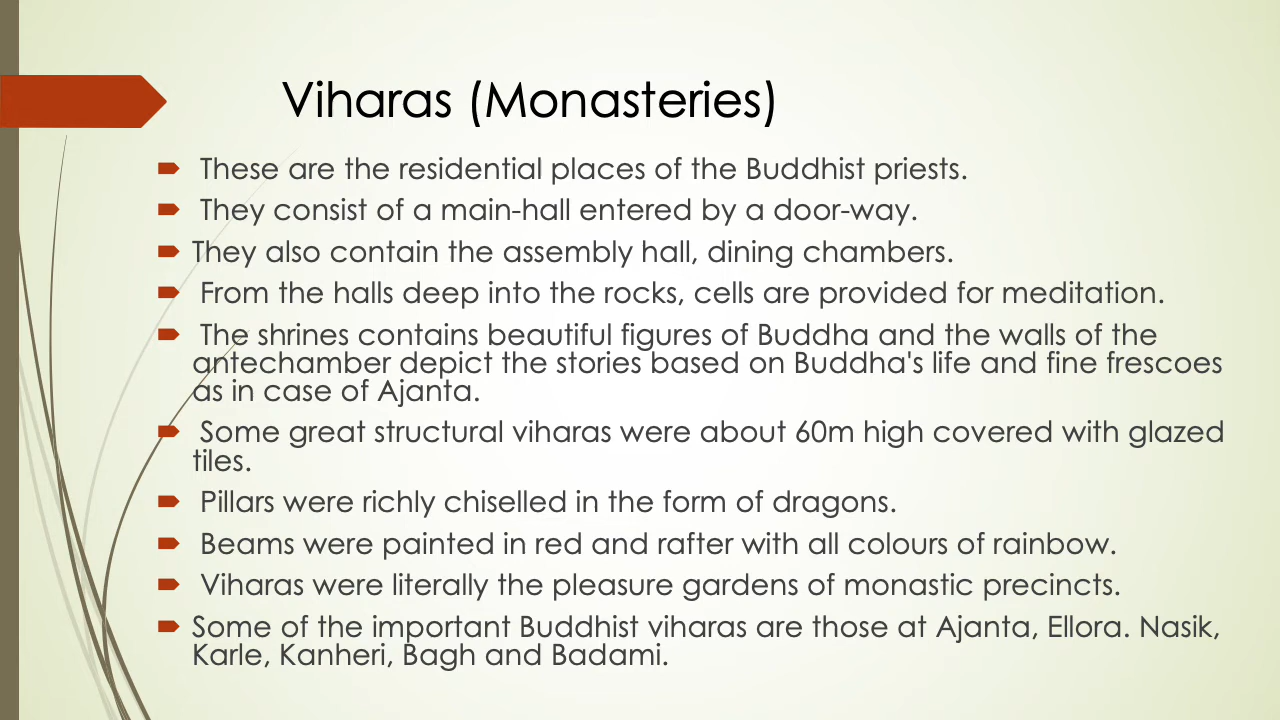 Viharas (Monasteries)
These are the residential places of the Buddhist priests.
They consist of a main-hall entered by a door-way.
They also contain the assembly hall, dining chambers.
From the halls deep into the rocks, cells are provided for meditation.
The shrines contains beautiful figures of Buddha and the walls of the
antechamber depict the stories based on Buddha's life and fine frescoes
as in case of Ajanta.
Some great structural viharas were about 60m high covered with glazed
tiles.
Pillars were richly chiselled in the form of dragons.
Beams were painted in red and rafter with all colours of rainbow.
Viharas were literally the pleasure gardens of monastic precincts.
Some of the important Buddhist viharas are those at Ajanta, Ellora. Nasik,
Karle, Kanheri, Bagh and Badami.